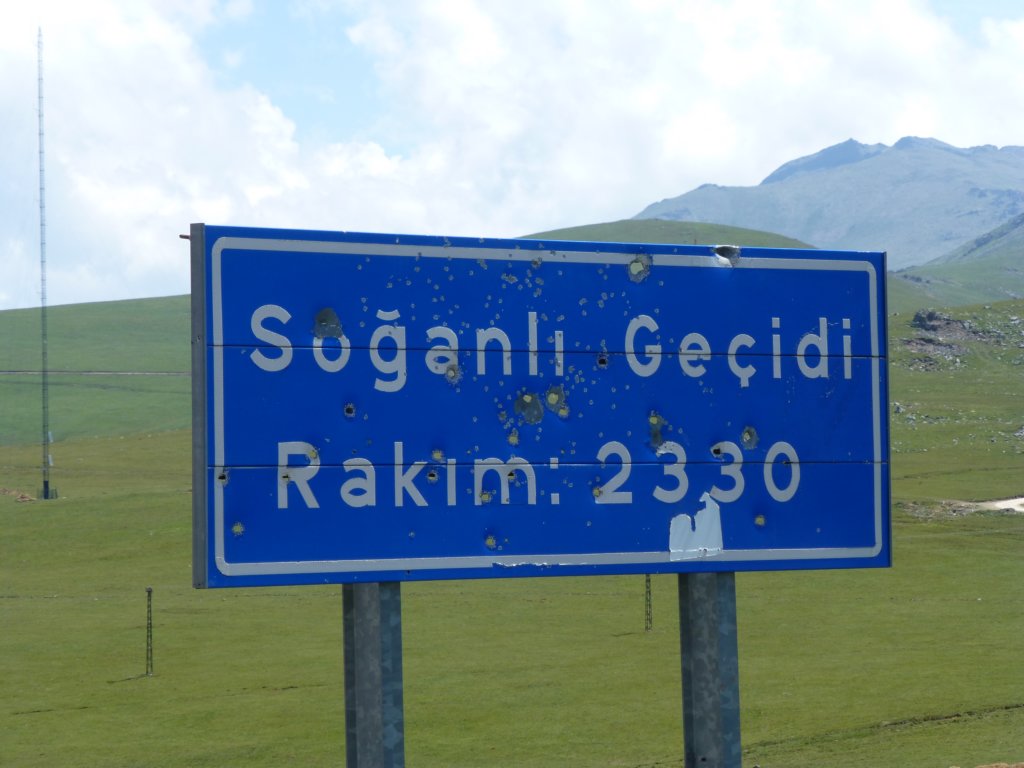 Soğanlı Geçidi
Rakım: 2330